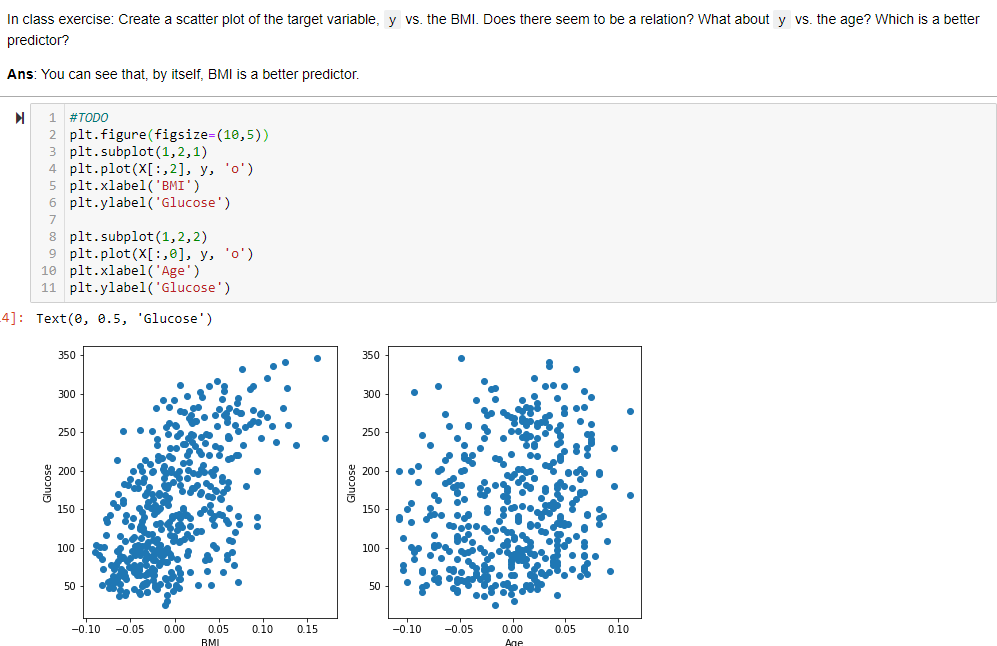 In class exercise: Create a scatter plot of the target variable, y vs. the BMI. Does there seem to be a relation? What about y vs. the age? Which is a better
predictor?
Ans: You can see that, by itself, BMI is a better predictor.
1 #TODO
2 plt.figure(figsize=(10,5))
3 plt.subplot(1,2,1)
4 plt.plot(X[:,2], y, 'o')
5 plt.xlabel('BMI')
6 plt.ylabel('Glucose')
7
8 plt.subplot(1,2,2)
9 plt.plot(X[:,0], y, 'o')
10 plt.xlabel('Age')
11 plt.ylabel('Glucose')
4]: Text(0, 0.5, 'Glucose')
350
300
250
200
150
100
50
Glucose
−0.10 −0.05 0.00 0.05 0.10 0.15
BMI
350
300
250
200
150
100
50
Glucose
−0.10 −0.05 0.00 0.05 0.10
Age